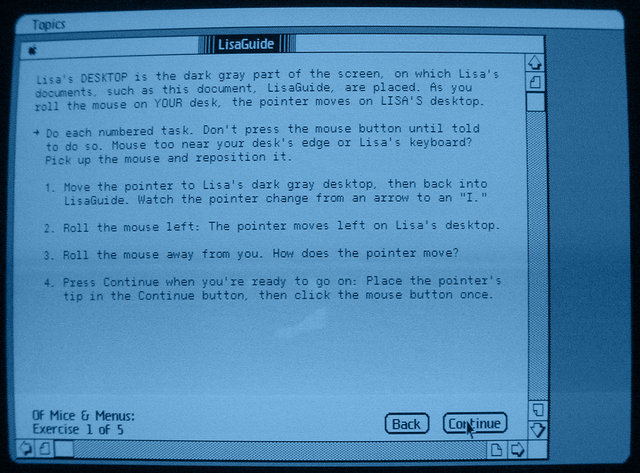 Topics
LisaGuide
Lisa's DESKTOP is the dark gray part of the screen, on which Lisa's
documents, such as this document, LisaGuide, are placed. As you
roll the mouse on YOUR desk, the pointer moves on LISA'S desktop.
→ Do each numbered task. Don't press the mouse button until told
to do so. Mouse too near your desk's edge or Lisa's keyboard?
Pick up the mouse and reposition it.
1. Move the pointer to Lisa's dark gray desktop, then back into
LisaGuide. Watch the pointer change from an arrow to an "I."
2. Roll the mouse left: The pointer moves left on Lisa's desktop.
3. Roll the mouse away from you. How does the pointer move?
4. Press Continue when you're ready to go on: Place the pointer's
tip in the Continue button, then click the mouse button once.
Of Mice & Menus:
Exercise 1 of 5
Back Continue